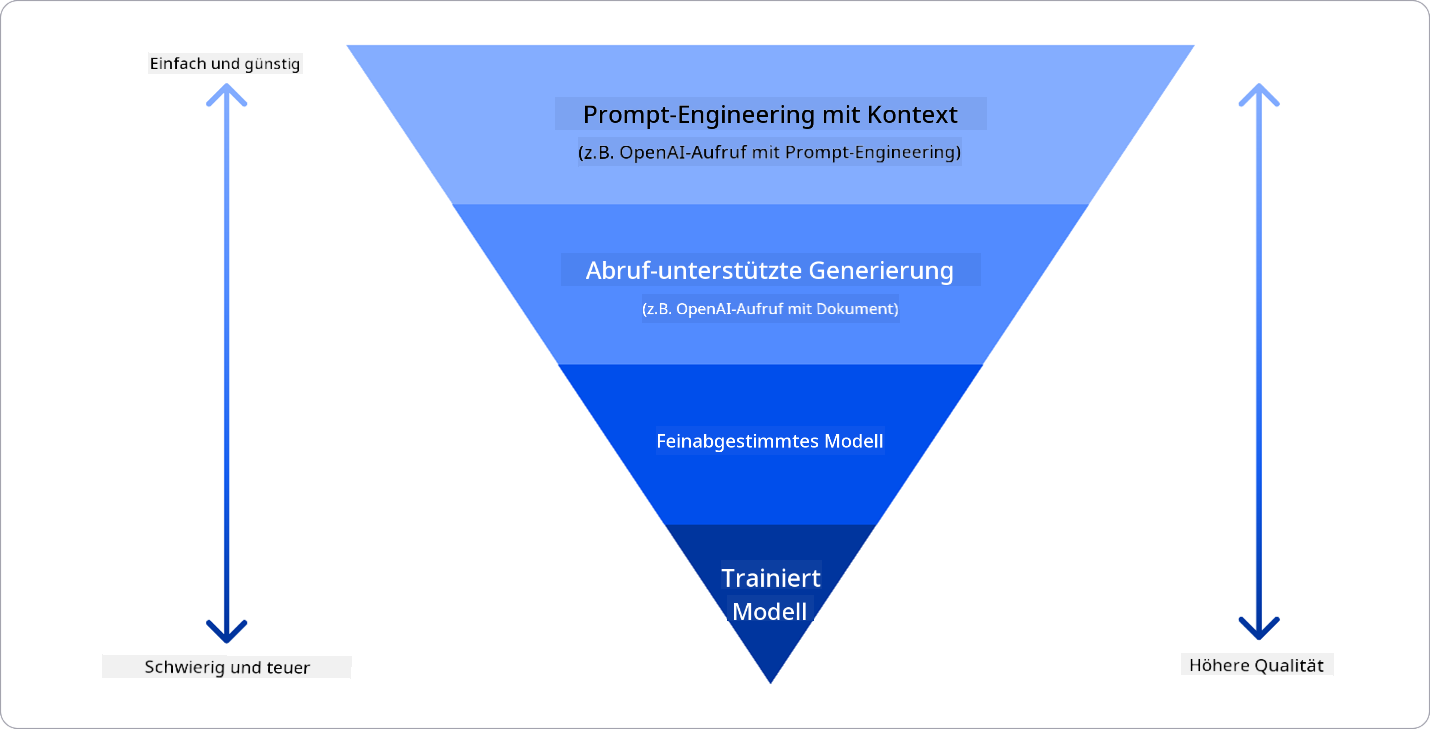 Einfach und günstig
Prompt-Engineering mit Kontext
(z.B. OpenAI-Aufruf mit Prompt-Engineering)
Abruf-unterstützte Generierung
(z.B. OpenAI-Aufruf mit Dokument)
Feinabgestimmtes Modell
Trainiert
Modell
Schwierig und teuer
Höhere Qualität